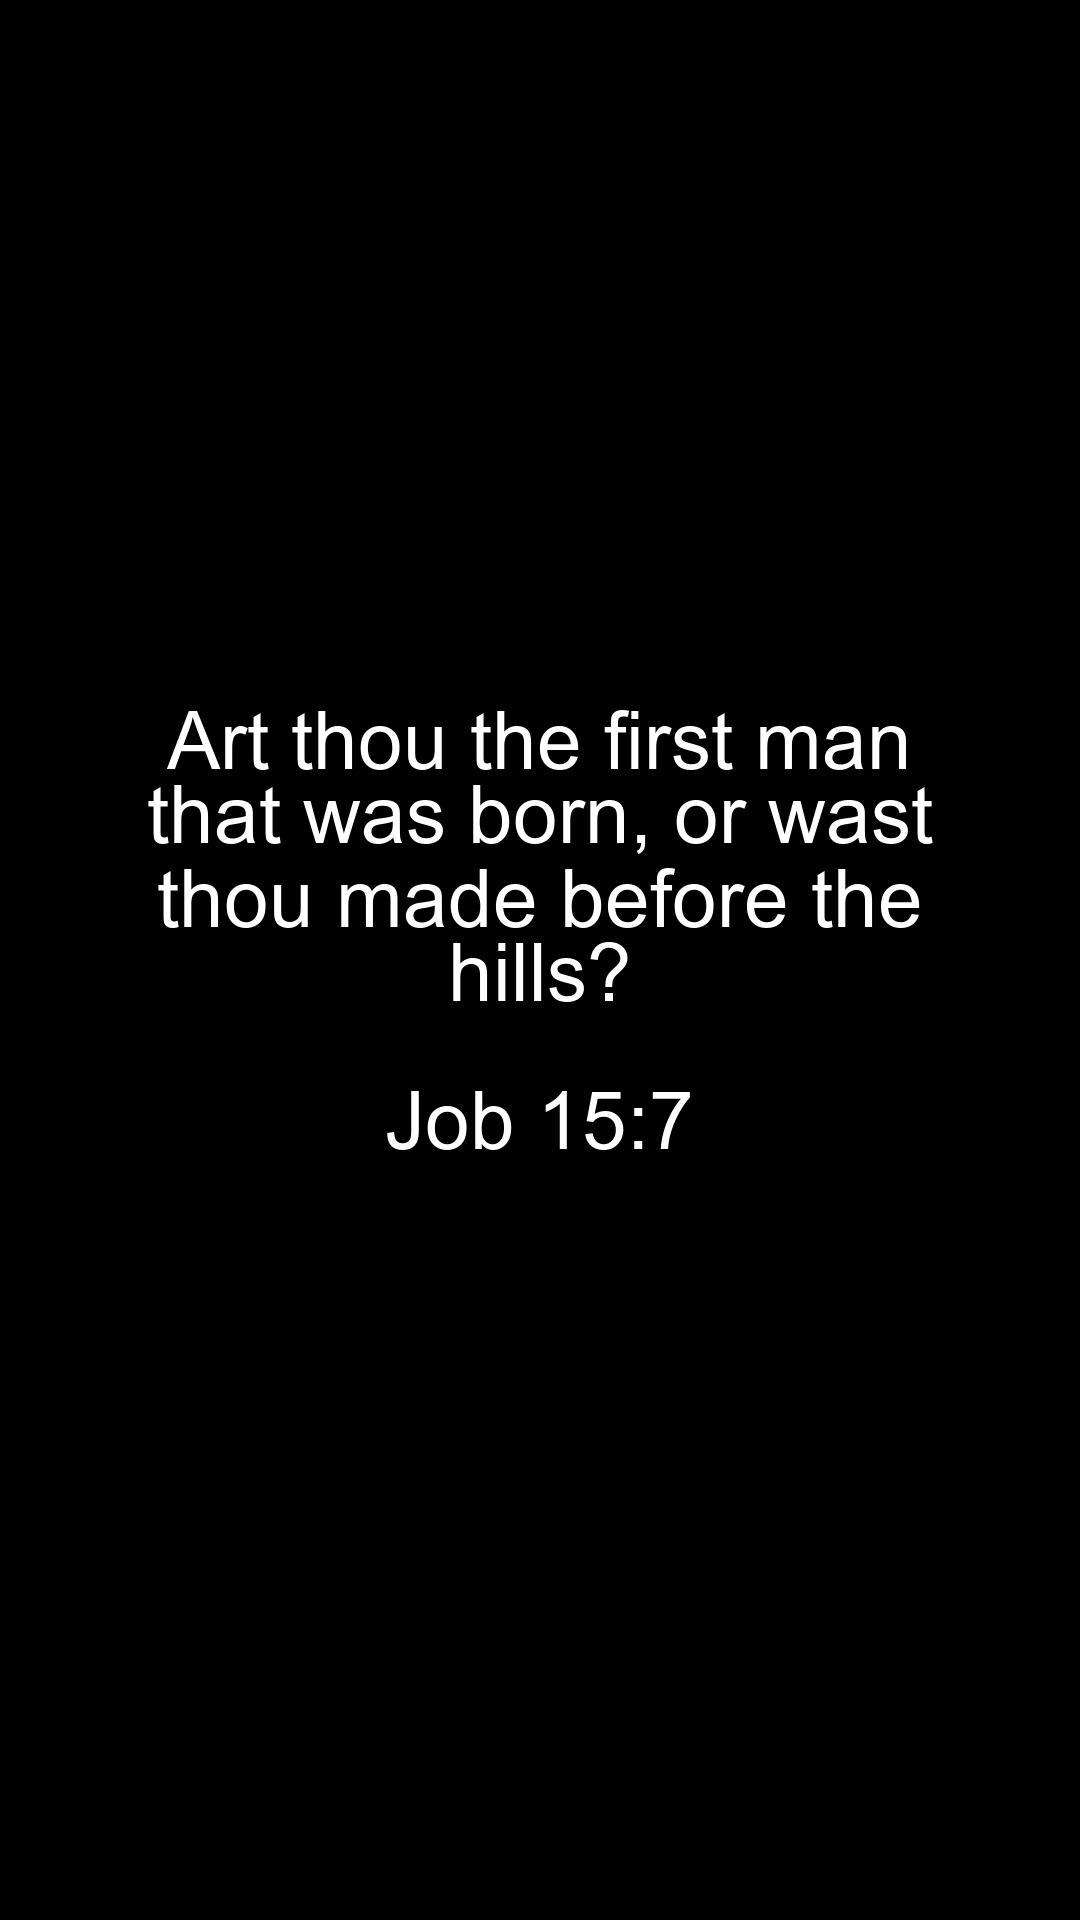 Art thou the first man
that was born, or wast
thou made before the
hills?
Job 15:7